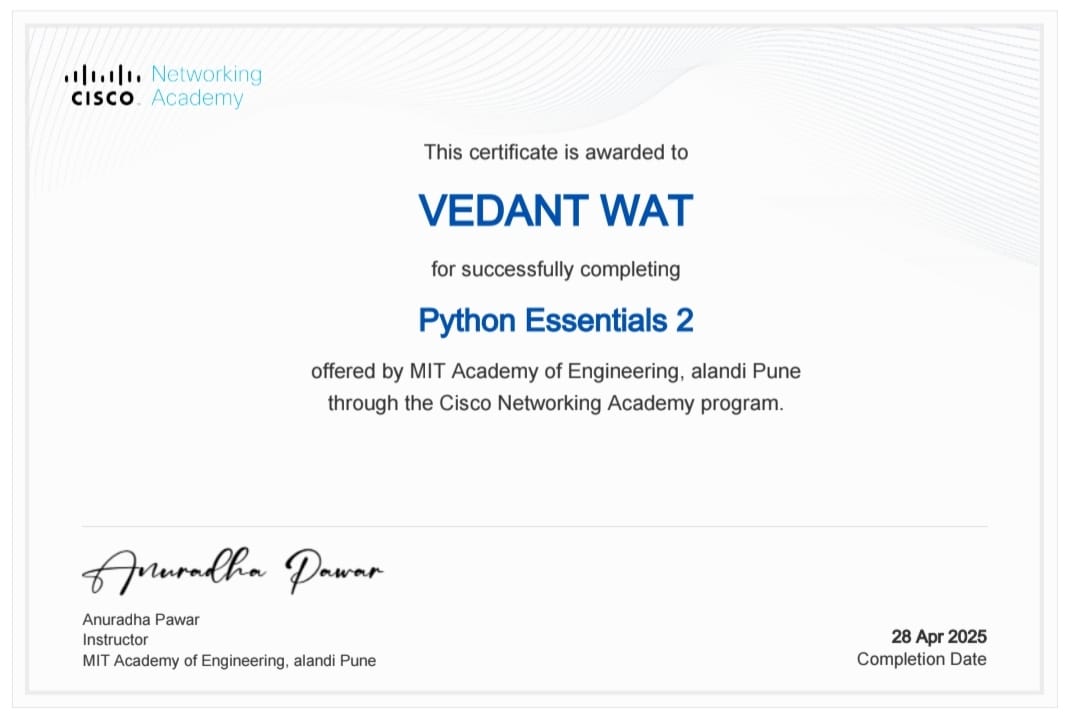 Networking
CISCO Academy
This certificate is awarded to
VEDANT WAT
for successfully completing
Python Essentials 2
offered by MIT Academy of Engineering, alandi Pune
through the Cisco Networking Academy program.
Anuradha Pawar
Anuradha Pawar
Instructor
MIT Academy of Engineering, alandi Pune
28 Apr 2025
Completion Date